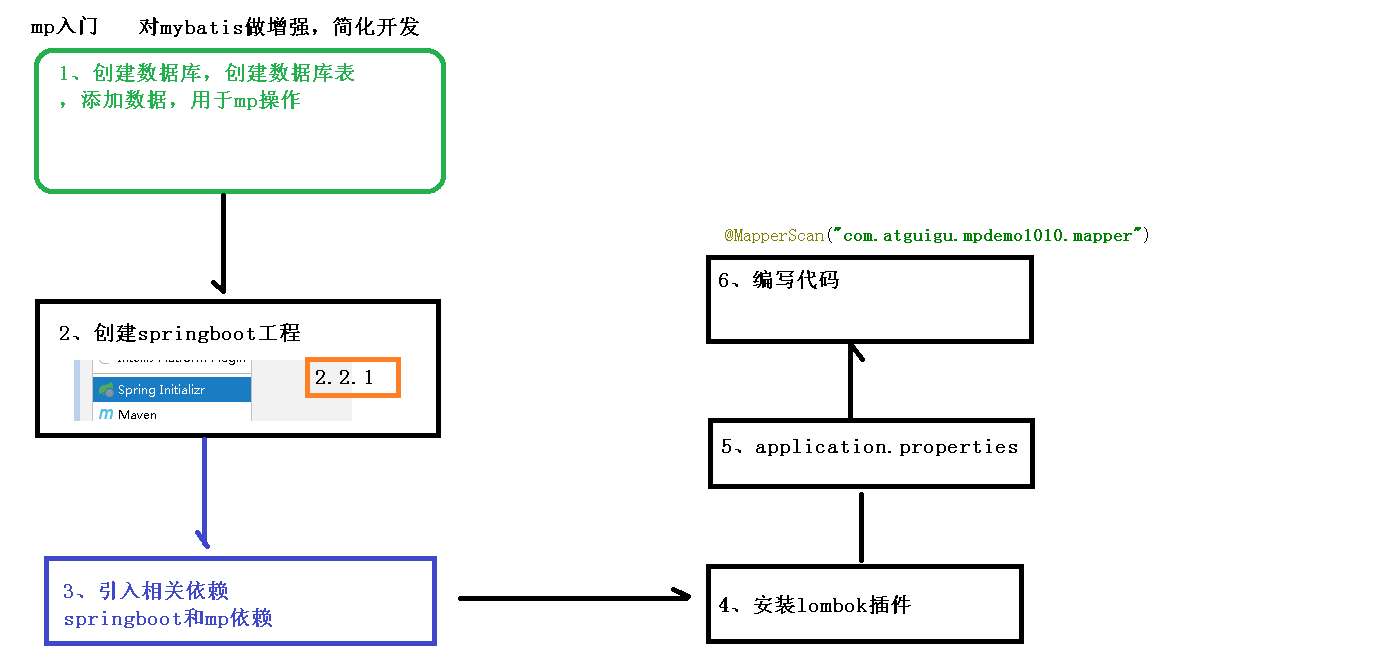 mp入门 对mybatis做增强，简化开发
1、创建数据库，创建数据库表
，添加数据，用于mp操作
2、创建springboot工程
2.2.1
Spring Initializr
m Maven
3、引入相关依赖
springboot和mp依赖
4、安装lombok插件
5、application.properties
@MapperScan("com.atguigu.mpdemo1010.mapper")
6、编写代码